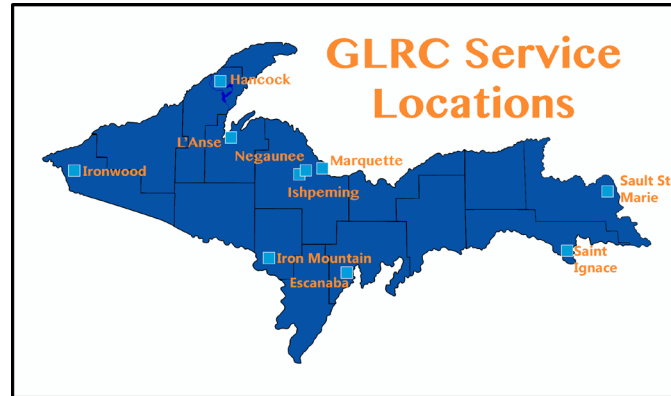 GLRC Service
Locations
Hancock
L'Anse
Negaunee
Marquette
Ironwood
Ishpeming
Sault St
Marie
Iron Mountain
Saint
Ignace
Escanaba